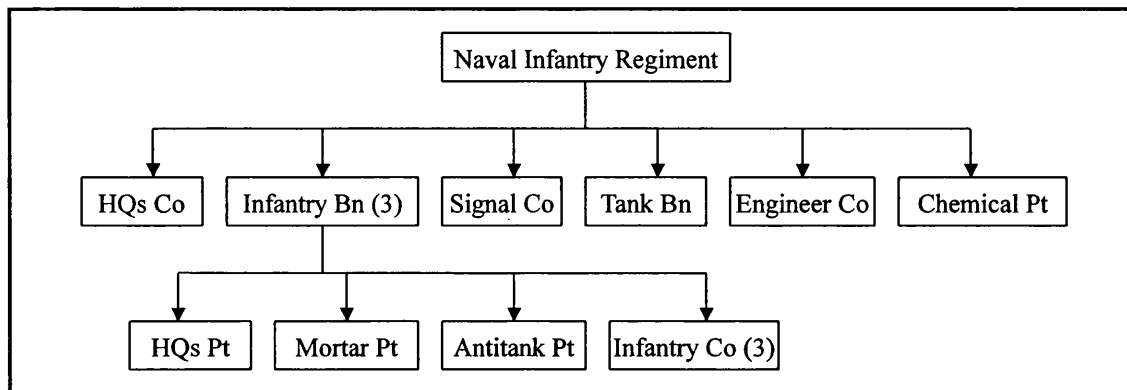 Naval Infantry Regiment
HQs Co
Infantry Bn (3)
Signal Co
Tank Bn
Engineer Co
Chemical Pt
HQs Pt
Mortar Pt
Antitank Pt
Infantry Co (3)